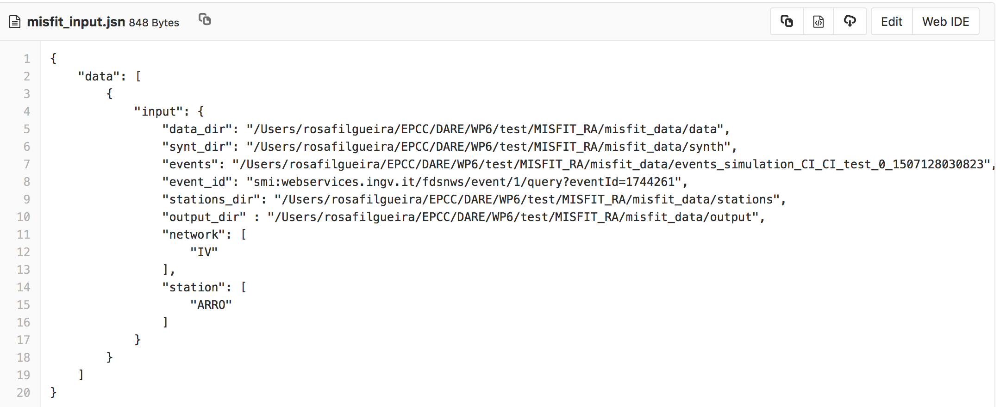 misfit_input.jsn 848 Bytes Edit Web IDE
1 {
2     "data": [
3         {
4             "input": {
5                 "data_dir": "/Users/rosafilgueira/EPCC/DARE/WP6/test/MISFIT_RA/misfit_data/data",
6                 "synt_dir": "/Users/rosafilgueira/EPCC/DARE/WP6/test/MISFIT_RA/misfit_data/synth",
7                 "events": "/Users/rosafilgueira/EPCC/DARE/WP6/test/MISFIT_RA/misfit_data/events_simulation_CI_CI_test_0_1507128030823",
8                 "event_id": "smi:webservices.ingv.it/fdsnws/event/1/query?eventId=1744261",
9                 "stations_dir": "/Users/rosafilgueira/EPCC/DARE/WP6/test/MISFIT_RA/misfit_data/stations",
10                 "output_dir" : "/Users/rosafilgueira/EPCC/DARE/WP6/test/MISFIT_RA/misfit_data/output",
11                 "network": [
12                     "IV"
13                 ],
14                 "station": [
15                     "ARRO"
16                 ]
17             }
18         }
19     ]
20 }